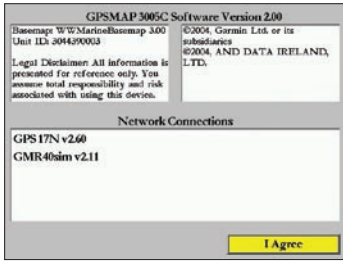 GPSMAP 3005C Software Version 2.00
Basemap: WWMarineBasemap 3.00
Unit ID: 3044390003
Legal Disclaimer: All information is
presented for reference only. You
assume total responsibility and risk
associated with using this device.
©2004, Garmin Ltd. or its
subsidiaries
©2004, AND DATA IRELAND,
LTD.
Network Connections
GPS 17N v2.60
GMR40sim v2.11
I Agree